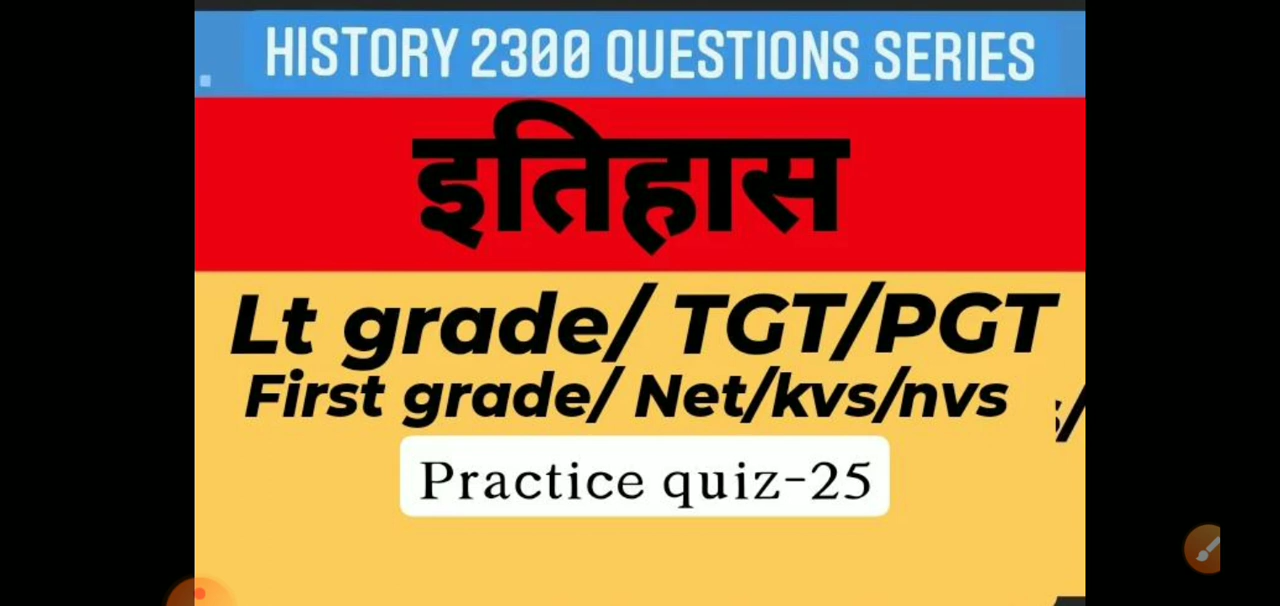 HISTORY 2300 QUESTIONS SERIES
इतिहास
Lt grade/ TGT/PGT
First grade/ Net/kvs/nvs
Practice quiz-25